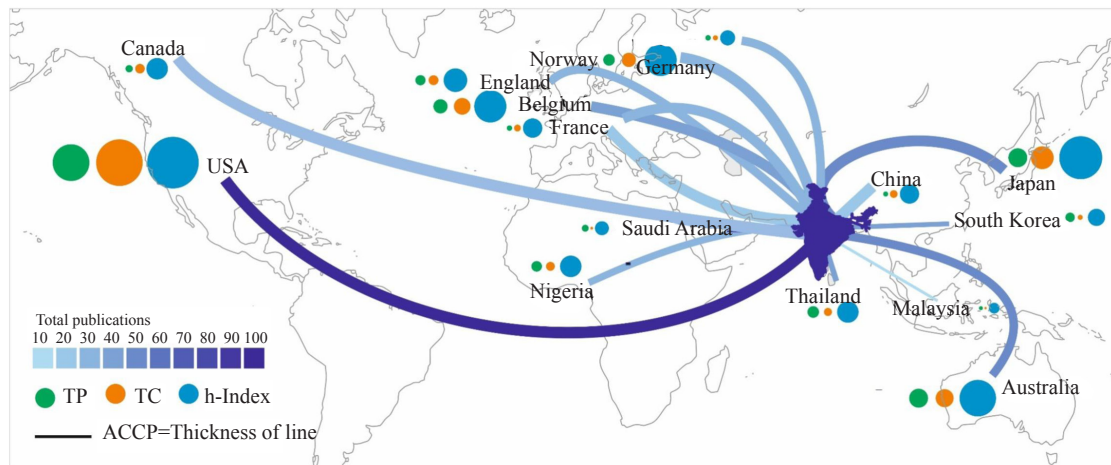 Canada
Norway
Germany
England
Belgium
France
USA
China
Japan
South Korea
Saudi Arabia
Nigeria
Thailand
Malaysia
Australia
Total publications
10 20 30 40 50 60 70 80 90 100
TP TC h-Index
ACCP=Thickness of line